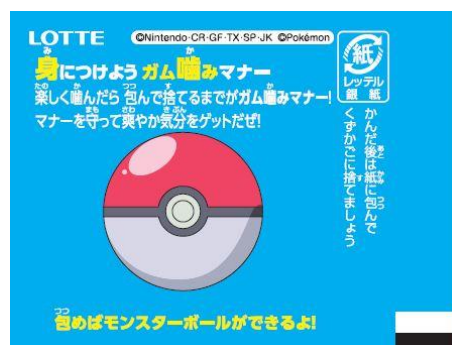 LOTTE ©Nintendo・CR・GF・TX・SP・JK ©Pokémon
身につけよう ガム噛みマナー
楽しく噛んだら 包んで捨てるまでがガム噛みマナー!
マナーを守って爽やか気分をゲットだぜ!
紙
レッテル
銀 紙
かんだ後は紙に包んで
くずかごに捨てましょう
包めばモンスターボールができるよ!